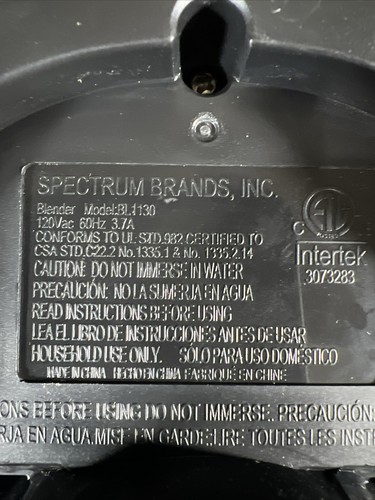 SPECTRUM BRANDS, INC.
Blender Model:BL1130
120Vac 60Hz 3.7A
CONFORMS TO UL STD.982 CERTIFIED TO
CSA STD.C22.2 No.1335.1 & No. 1335.2.14
CAUTION: DO NOT IMMERSE IN WATER
PRECAUCIÓN: NO LA SUMERJA EN AGUA
READ INSTRUCTIONS BEFORE USING
LEA EL LIBRO DE INSTRUCCIONES ANTES DE USAR
HOUSEHOLD USE ONLY. SÓLO PARA USO DOMÉSTICO
MADE IN CHINA HECHO EN CHINA FABRIQUÉ EN CHINE
C
Intertek
3073283
ONS BEFORE USING DO NOT IMMERSE. PRECAUCIÓN
RJA EN AGUA.MISE EN GARDE:LIRE TOUTES LES INST